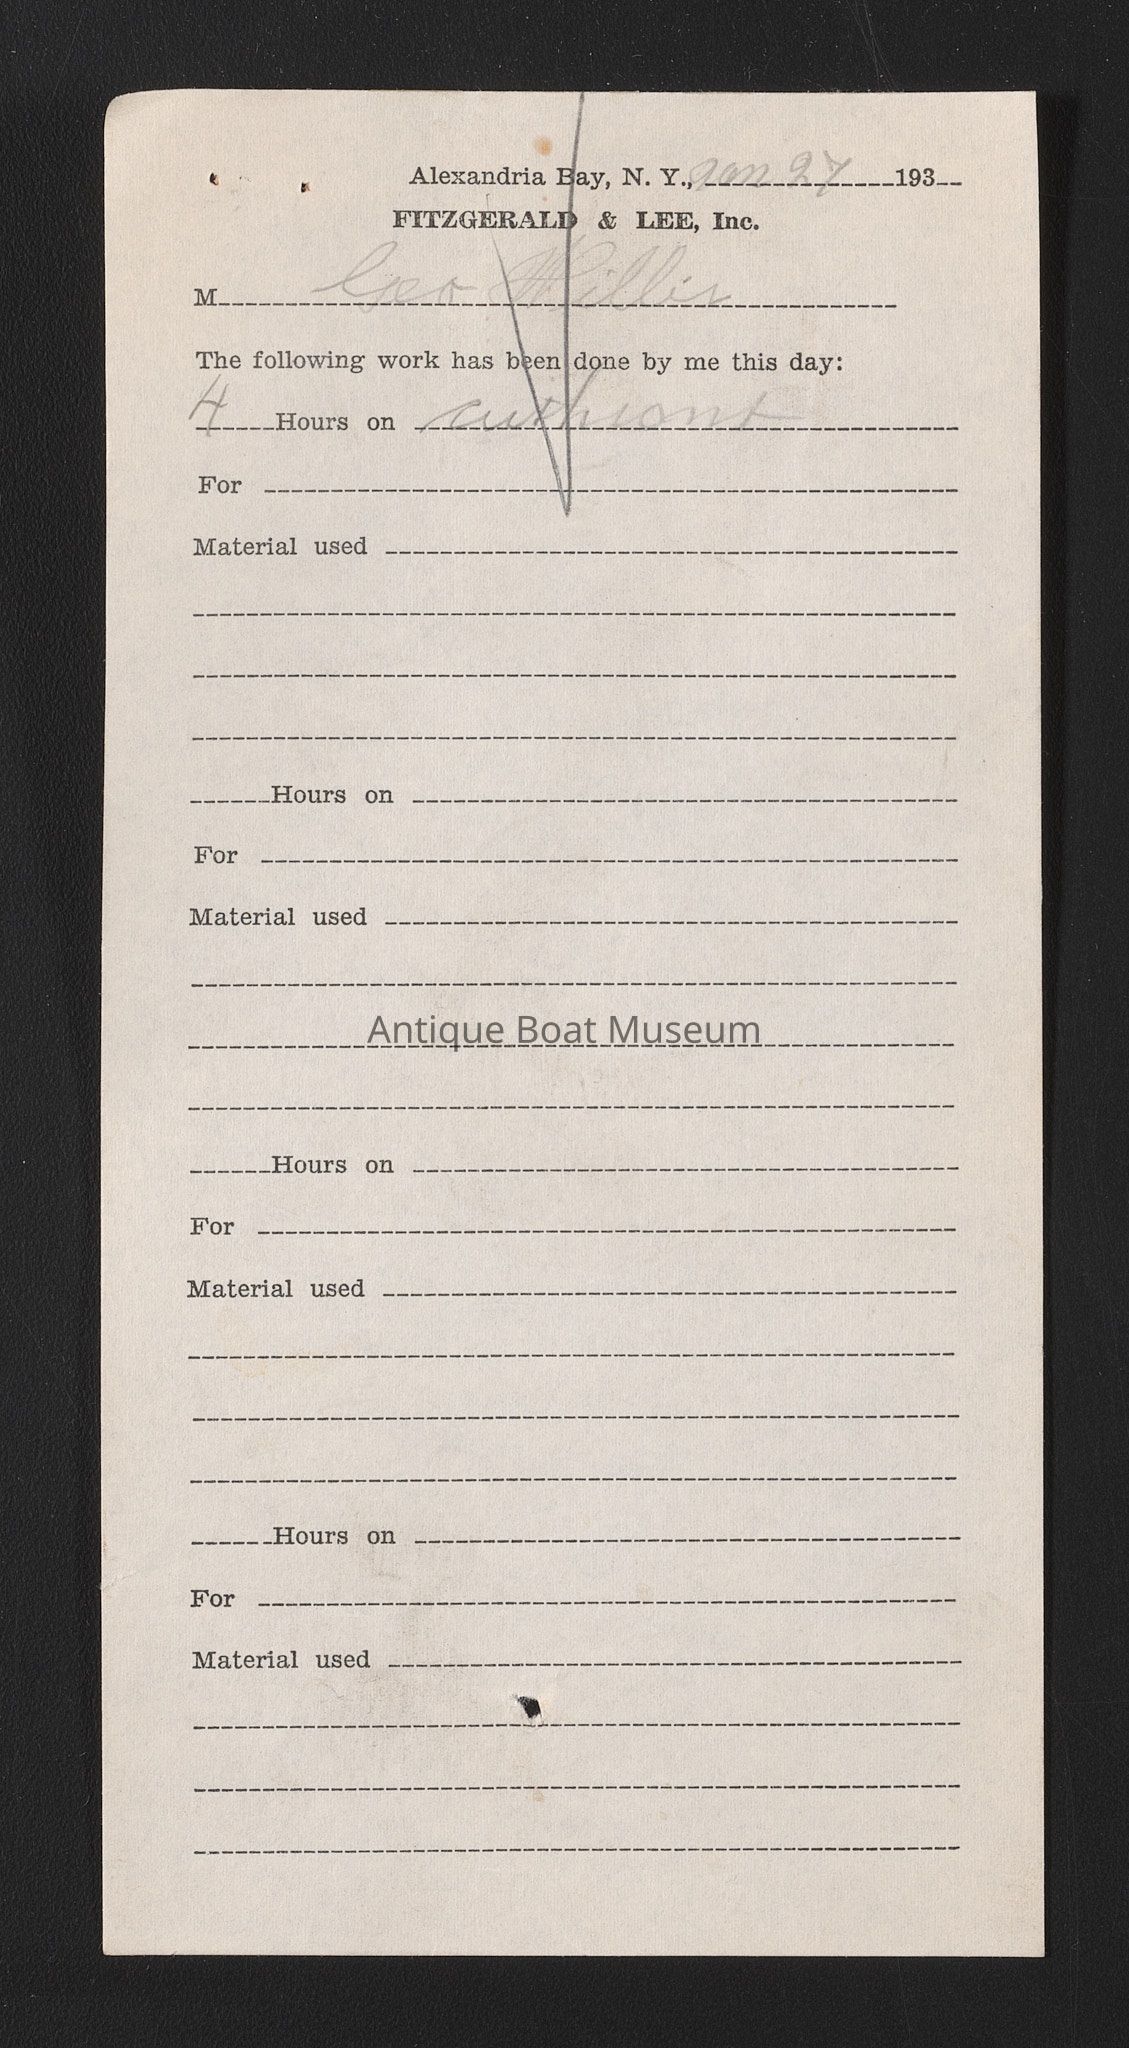 Alexandria Bay, N. Y., Jan 27 193
FITZGERALD & LEE, Inc.
M Geo Willis
The following work has been done by me this day:
4 Hours on cushions
For
Material used
Hours on
For
Material used
Antique Boat Museum
Hours on
For
Material used
Hours on
For
Material used